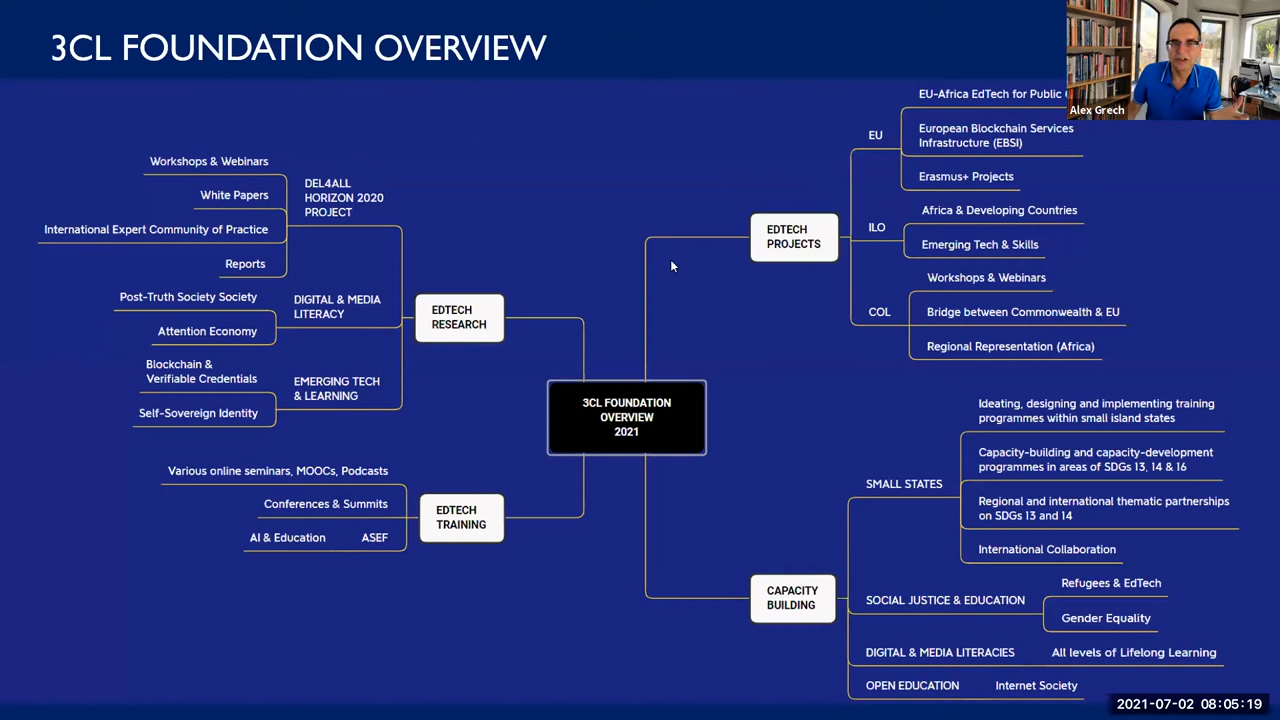 3CL FOUNDATION OVERVIEW
Alex Grech
Workshops & Webinars
White Papers
International Expert Community of Practice
Reports
DEL4ALL
HORIZON 2020
PROJECT
Post-Truth Society Society
Attention Economy
DIGITAL & MEDIA
LITERACY
Blockchain &
Verifiable Credentials
Self-Sovereign Identity
EMERGING TECH
& LEARNING
EDTECH
RESEARCH
Various online seminars, MOOCs, Podcasts
Conferences & Summits
AI & Education ASEF
EDTECH
TRAINING
3CL FOUNDATION
OVERVIEW
2021
EDTECH
PROJECTS
EU
EU-Africa EdTech for Public
European Blockchain Services
Infrastructure (EBSI)
Erasmus+ Projects
ILO
Africa & Developing Countries
Emerging Tech & Skills
COL
Workshops & Webinars
Bridge between Commonwealth & EU
Regional Representation (Africa)
CAPACITY
BUILDING
SMALL STATES
Ideating, designing and implementing training
programmes within small island states
Capacity-building and capacity-development
programmes in areas of SDGs 13, 14 & 16
Regional and international thematic partnerships
on SDGs 13 and 14
International Collaboration
SOCIAL JUSTICE & EDUCATION
Refugees & EdTech
Gender Equality
DIGITAL & MEDIA LITERACIES All levels of Lifelong Learning
OPEN EDUCATION Internet Society
2021-07-02 08:05:19